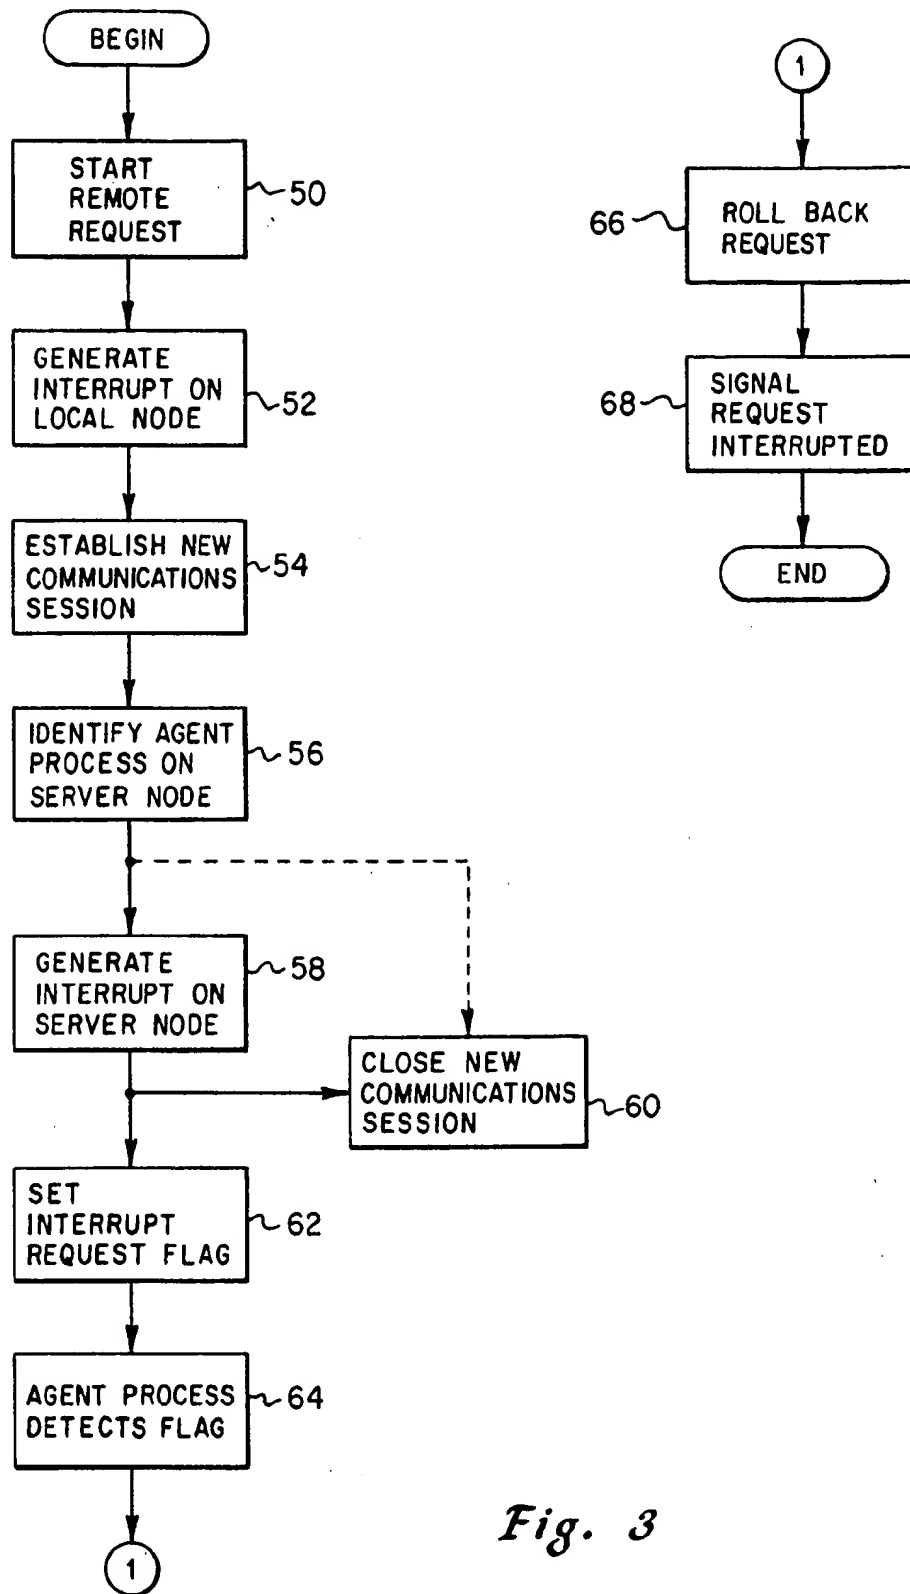 BEGIN
START
REMOTE
REQUEST
50
GENERATE
INTERRUPT ON
LOCAL NODE
52
ESTABLISH NEW
COMMUNICATIONS
SESSION
54
IDENTIFY AGENT
PROCESS ON
SERVER NODE
56
GENERATE
INTERRUPT ON
SERVER NODE
58
CLOSE NEW
COMMUNICATIONS
SESSION
60
SET
INTERRUPT
REQUEST FLAG
62
AGENT PROCESS
DETECTS FLAG
64
1
1
ROLL BACK
REQUEST
66
SIGNAL
REQUEST
INTERRUPTED
68
END
Fig. 3